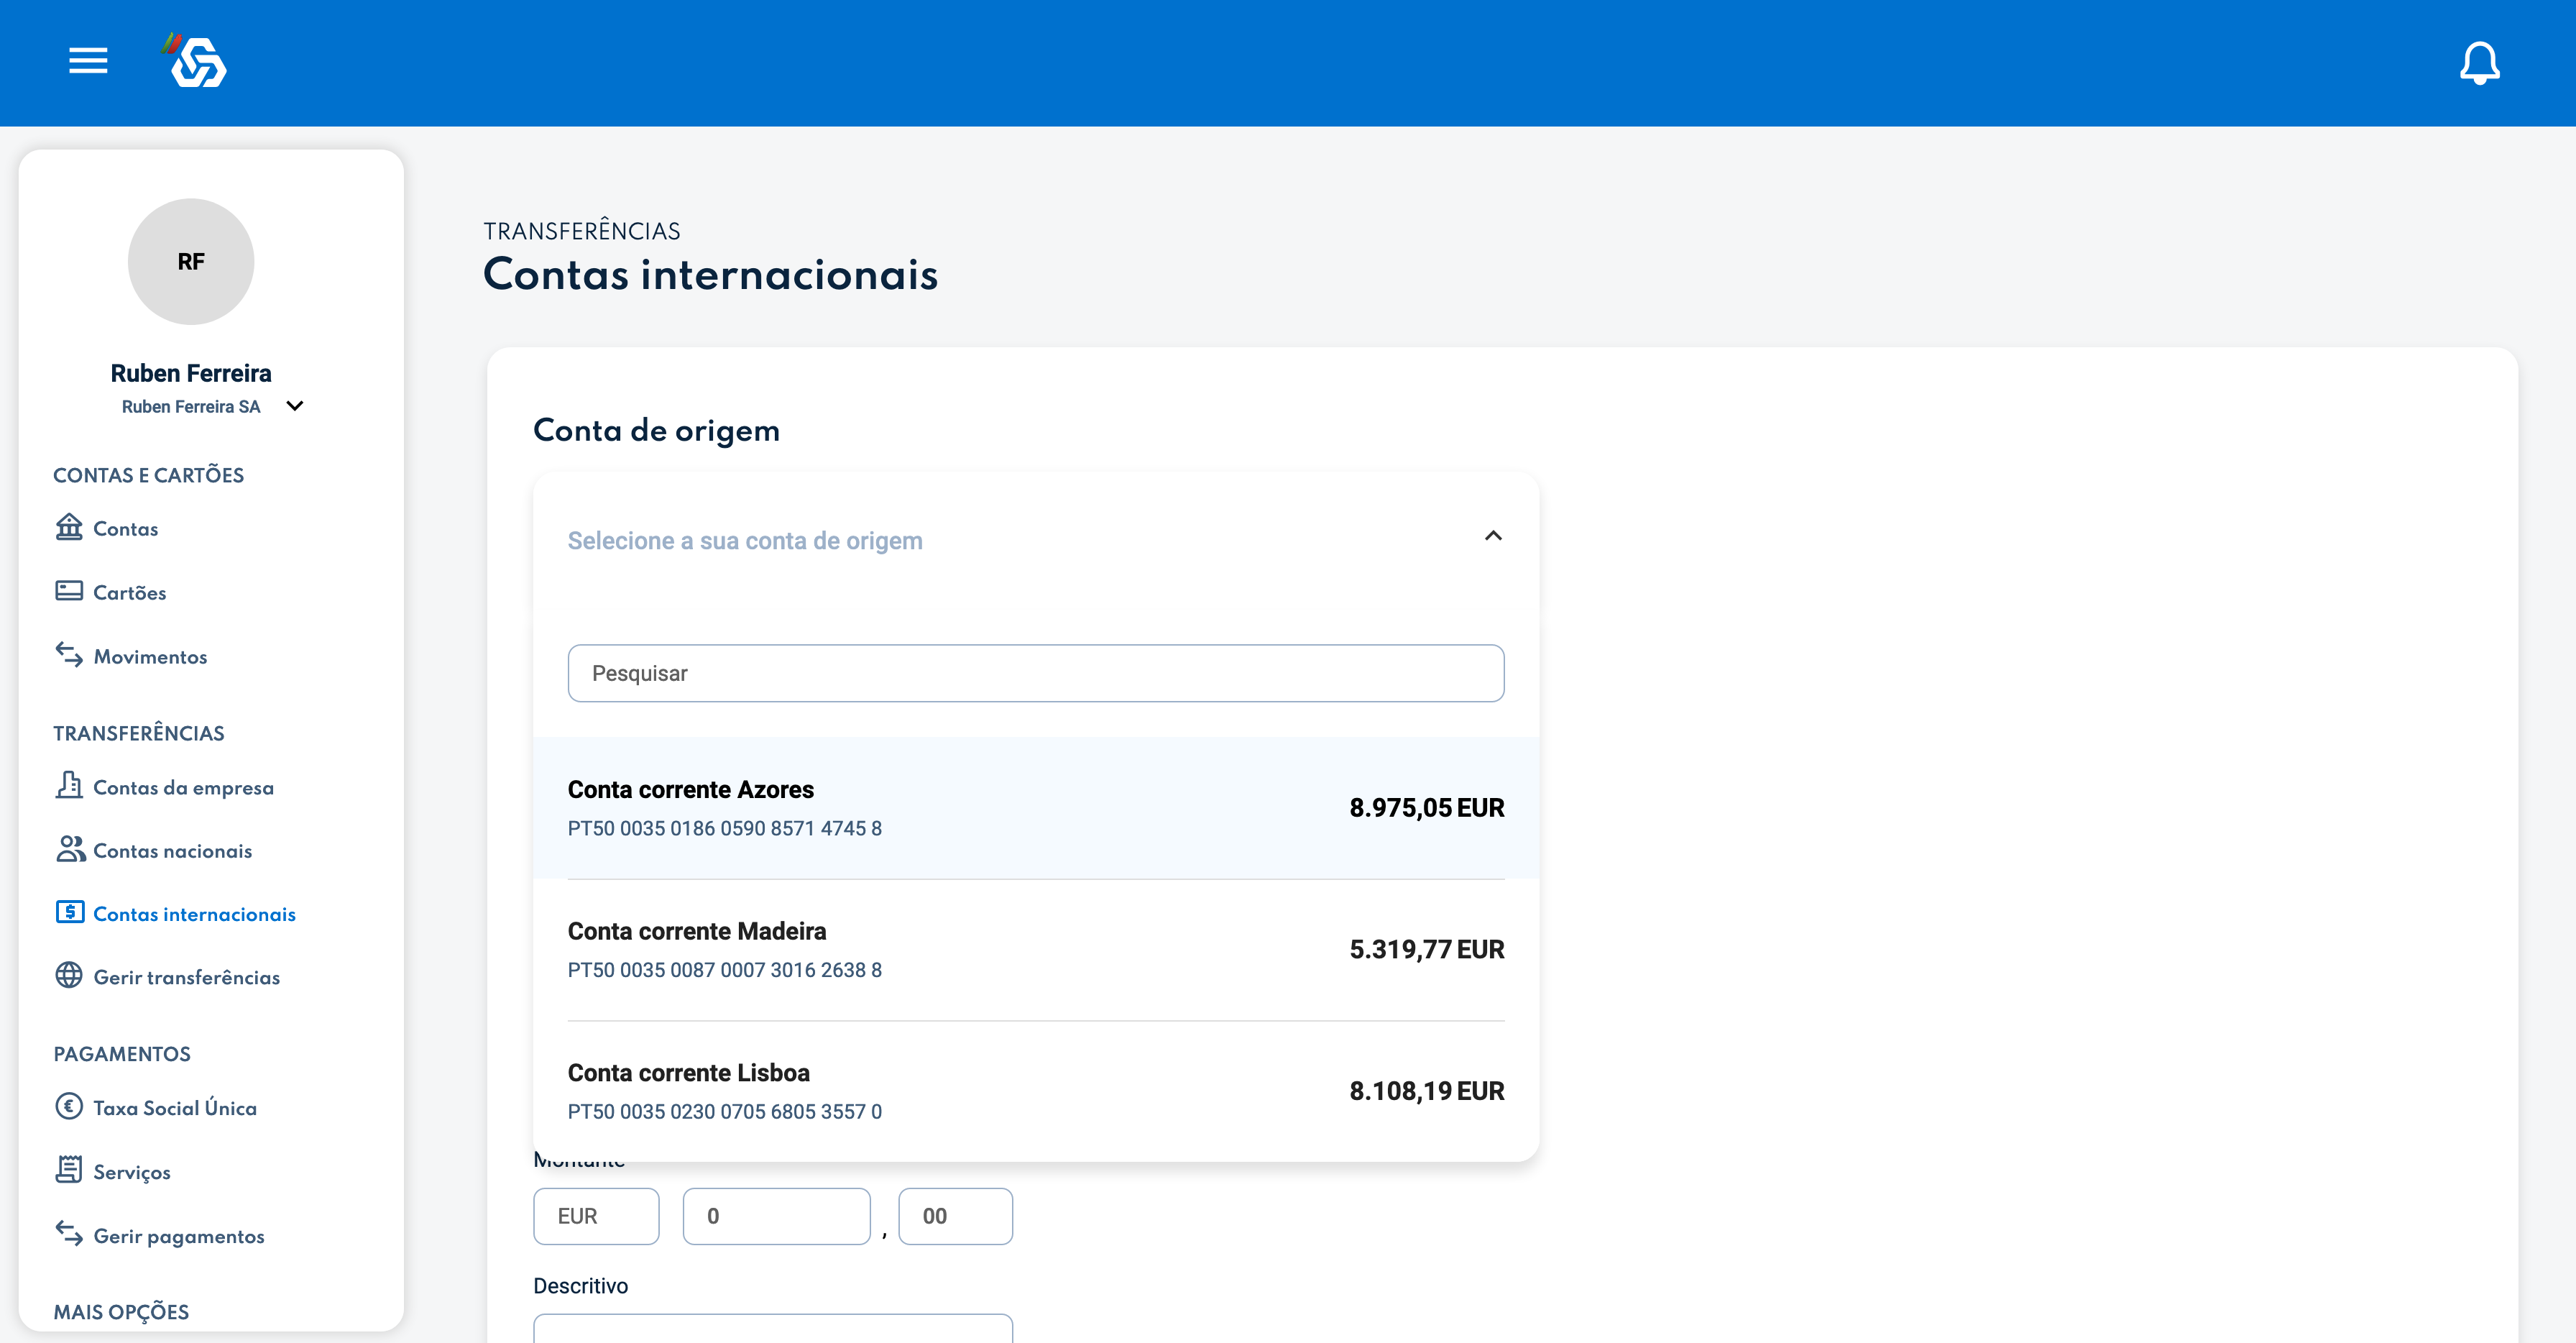 RF
Ruben Ferreira
Ruben Ferreira SA
CONTAS E CARTÕES
Contas
Cartões
Movimentos
TRANSFERÊNCIAS
Contas da empresa
Contas nacionais
Contas internacionais
Gerir transferências
PAGAMENTOS
Taxa Social Única
Serviços
Gerir pagamentos
MAIS OPÇÕES
TRANSFERÊNCIAS
Contas internacionais
Conta de origem
Selecione a sua conta de origem
Pesquisar
Conta corrente Azores
PT50 0035 0186 0590 8571 4745 8
8.975,05 EUR
Conta corrente Madeira
PT50 0035 0087 0007 3016 2638 8
5.319,77 EUR
Conta corrente Lisboa
PT50 0035 0230 0705 6805 3557 0
8.108,19 EUR
Montante
EUR 0 , 00
Descritivo